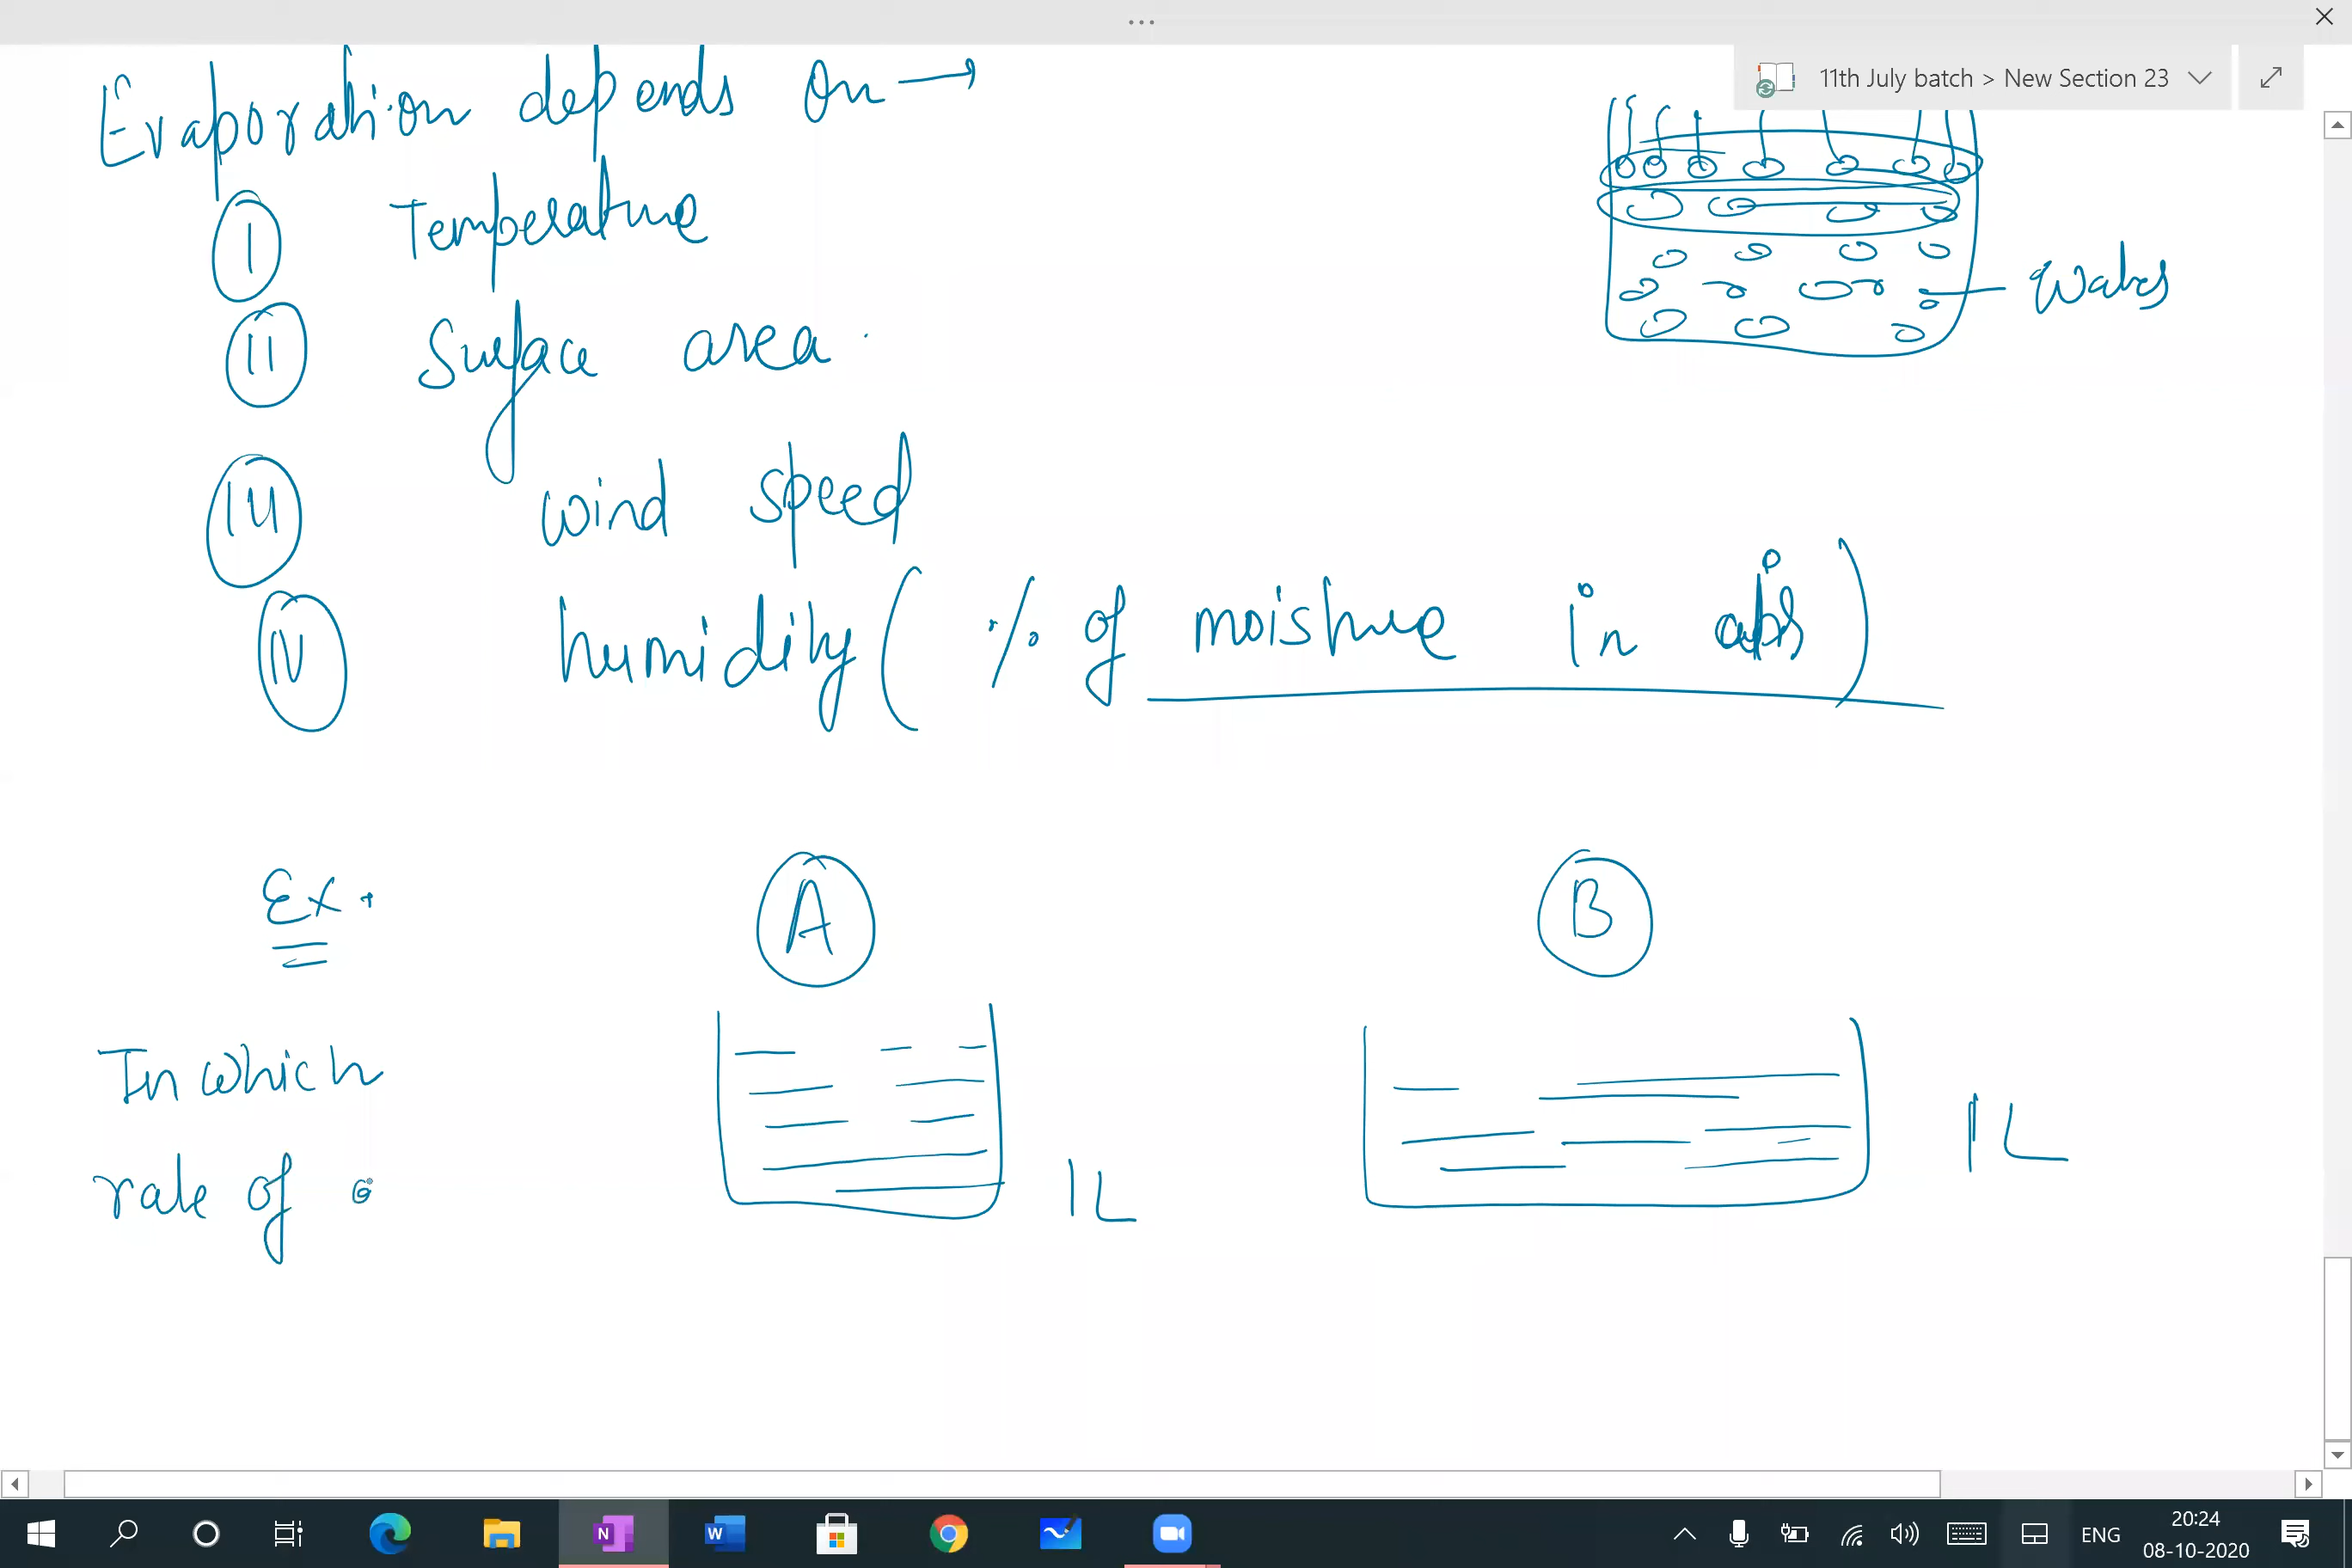 11th July batch > New Section 23
Evaporation depends on →
I Temperature
II Surface area.
water
III wind speed
IV humidity ( % of moisture in air )
Ex.
A
B
In which
rate of e
1L
1L
ENG
20:24
08-10-2020